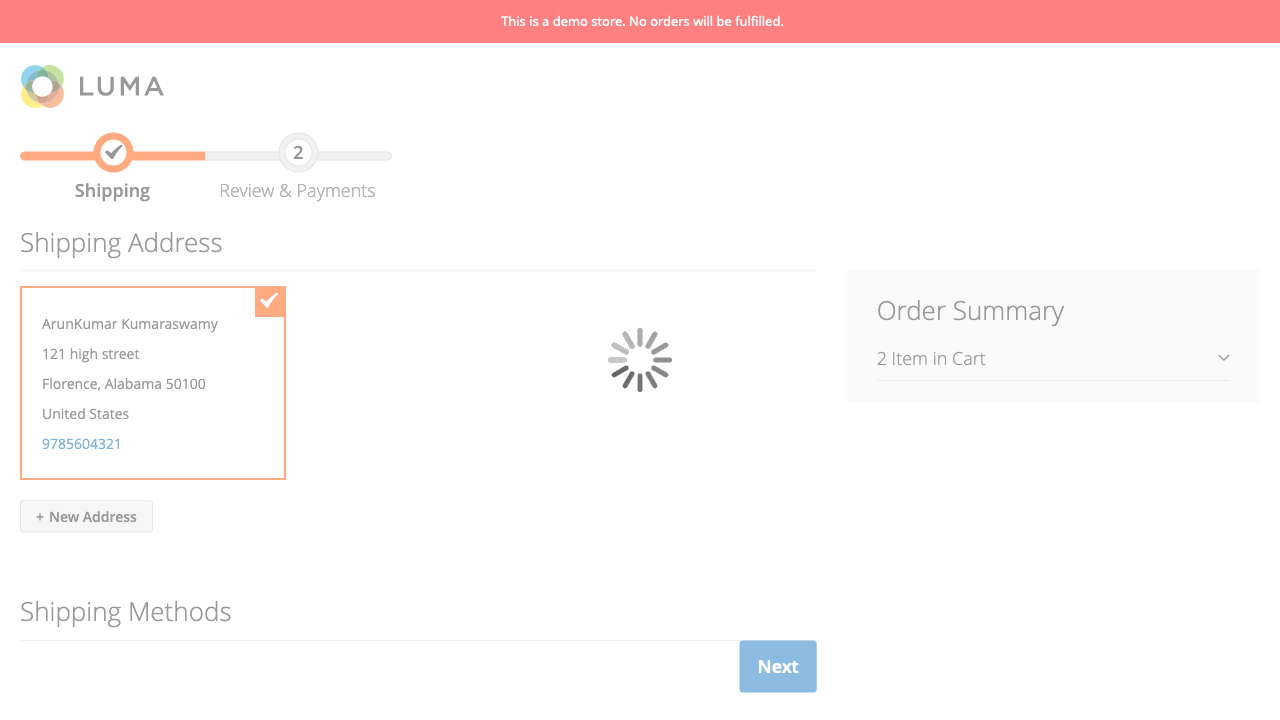 This is a demo store. No orders will be fulfilled.
LUMA
2
Shipping
Review & Payments
Shipping Address
ArunKumar Kumaraswamy
121 high street
Florence, Alabama 50100
United States
9785604321
+ New Address
Order Summary
2 Item in Cart
Shipping Methods
Next